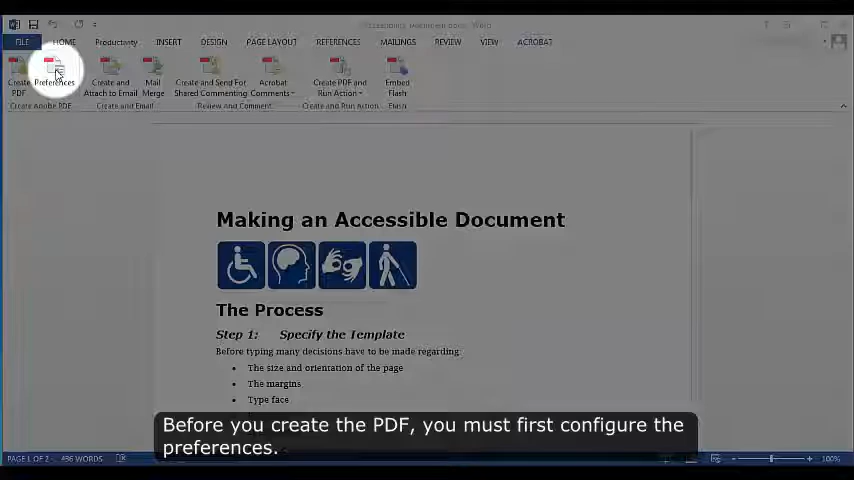 FILE HOME Productivity INSERT DESIGN PAGE LAYOUT REFERENCES MAILINGS REVIEW VIEW ACROBAT
Create PDF
Preferences
Create and Attach to Email
Mail Merge
Create and Send For Shared Commenting
Acrobat Comments
Create PDF and Run Action
Embed Flash
Create Adobe PDF Create and Email Review and Comment Create and Run Action Flash
Making an Accessible Document
The Process
Step 1: Specify the Template
Before typing many decisions have to be made regarding:
• The size and orientation of the page
• The margins
• Type face
Before you create the PDF, you must first configure the
preferences.
PAGE 1 OF 2 436 WORDS 100%